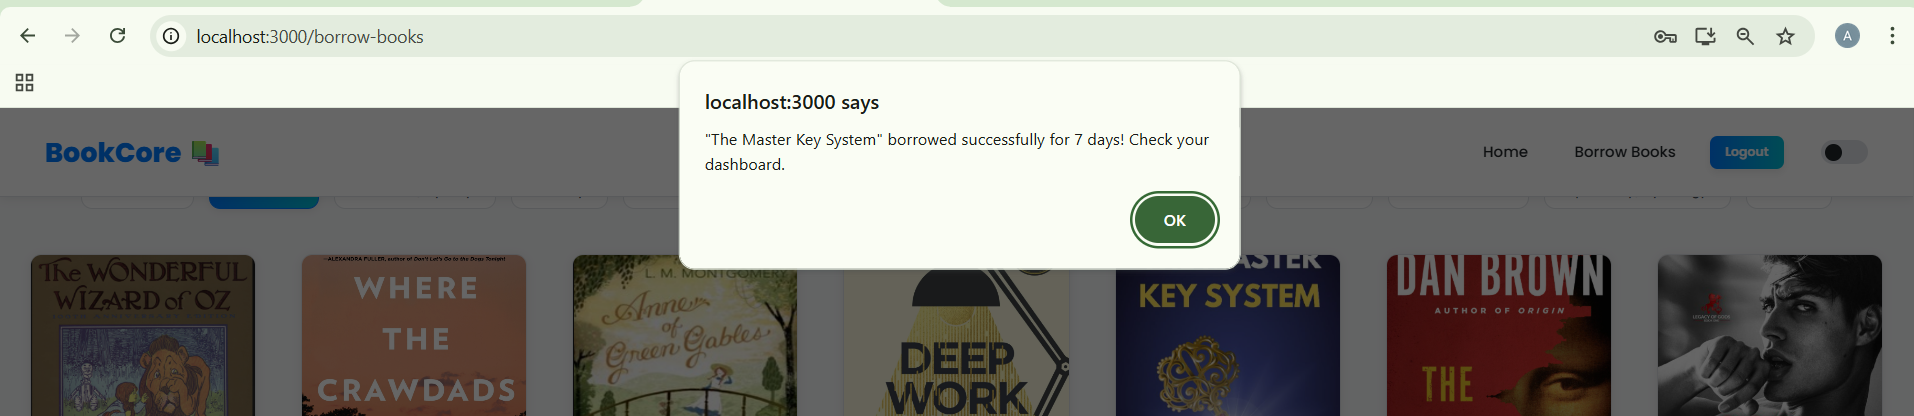 localhost:3000/borrow-books
A
localhost:3000 says
"The Master Key System" borrowed successfully for 7 days! Check your
dashboard.
OK
BookCore
Home
Borrow Books
Logout
The WONDERFUL
WIZARD OF OZ
ALEXANDRA FULLER, author of Don't Let's Go to the Dogs Tonight
WHERE
THE
CRAWDADS
L. M. MONTGOMERY
Anne
of
Green Gables
DEEP
WORK
MASTER
KEY SYSTEM
DAN BROWN
AUTHOR OF ORIGIN
THE
LEGACY OF GODS